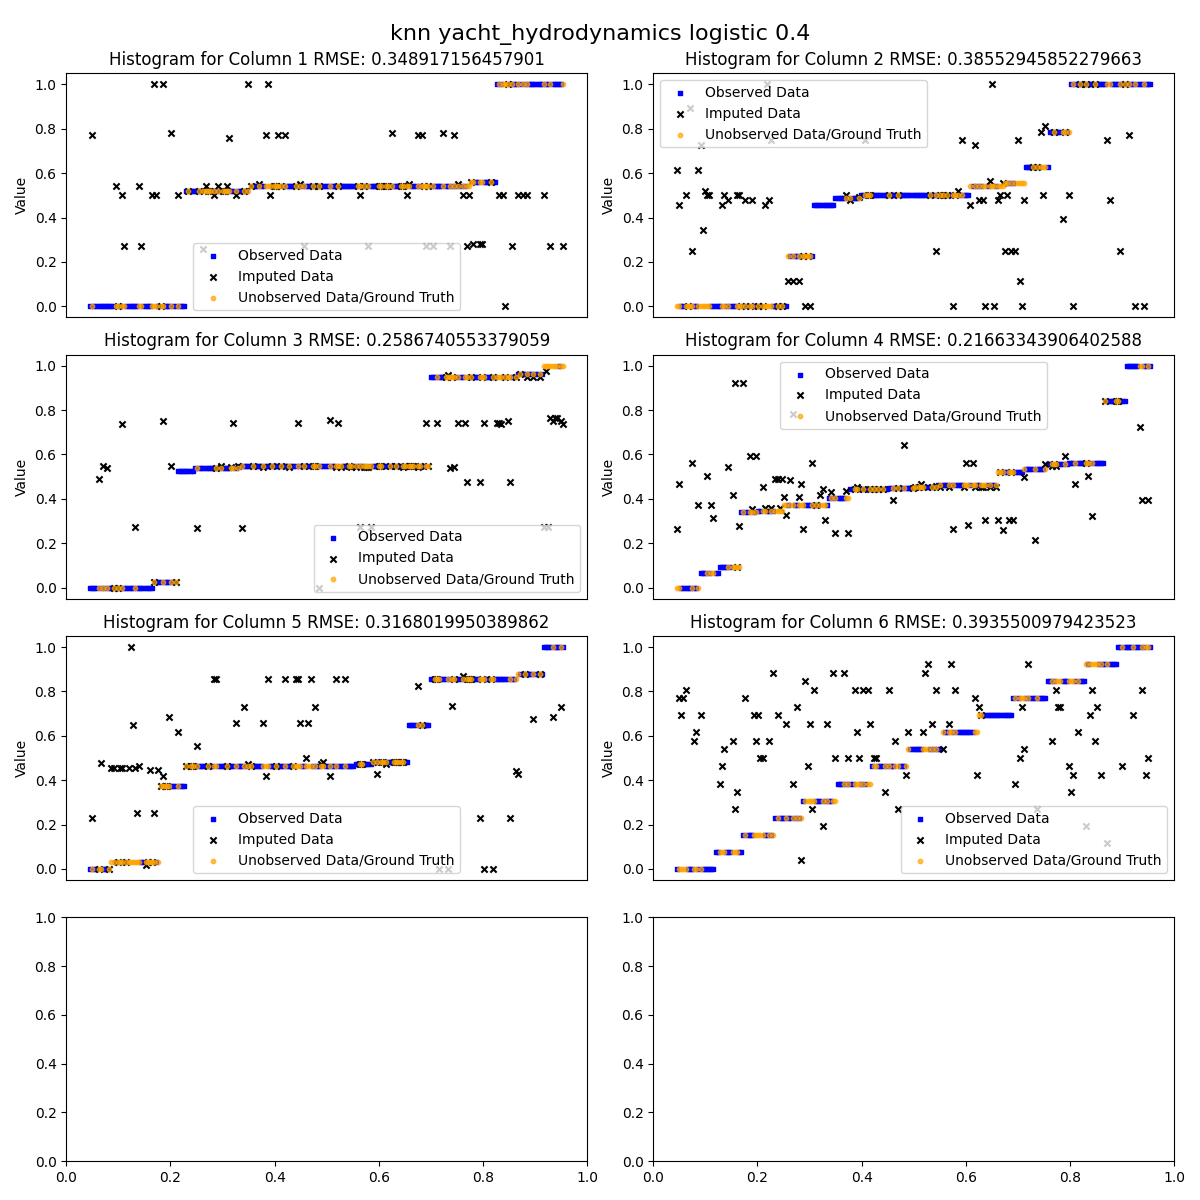 knn yacht_hydrodynamics logistic 0.4
Histogram for Column 1 RMSE: 0.348917156457901
Histogram for Column 2 RMSE: 0.38552945852279663
1.0
0.8
0.6
0.4
0.2
0.0
Value
Observed Data
Imputed Data
Unobserved Data/Ground Truth
1.0
0.8
0.6
0.4
0.2
0.0
Value
Observed Data
Imputed Data
Unobserved Data/Ground Truth
Histogram for Column 3 RMSE: 0.2586740553379059
Histogram for Column 4 RMSE: 0.21663343906402588
1.0
0.8
0.6
0.4
0.2
0.0
Value
Observed Data
Imputed Data
Unobserved Data/Ground Truth
1.0
0.8
0.6
0.4
0.2
0.0
Value
Observed Data
Imputed Data
Unobserved Data/Ground Truth
Histogram for Column 5 RMSE: 0.3168019950389862
Histogram for Column 6 RMSE: 0.3935500979423523
1.0
0.8
0.6
0.4
0.2
0.0
Value
Observed Data
Imputed Data
Unobserved Data/Ground Truth
1.0
0.8
0.6
0.4
0.2
0.0
Value
Observed Data
Imputed Data
Unobserved Data/Ground Truth
1.0
0.8
0.6
0.4
0.2
0.0
0.0 0.2 0.4 0.6 0.8 1.0
1.0
0.8
0.6
0.4
0.2
0.0
0.0 0.2 0.4 0.6 0.8 1.0